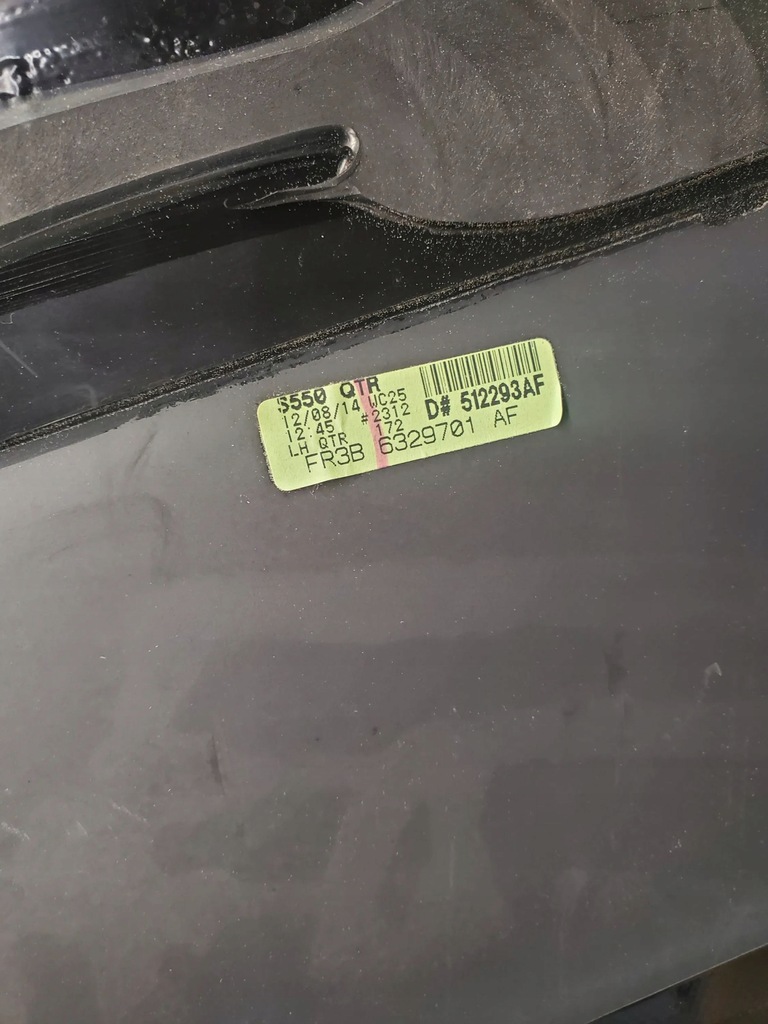 S550 QTR
12/08/14 WC25
12:45 #2312
LH QTR 172
D# 512293AF
FR3B 6329701 AF